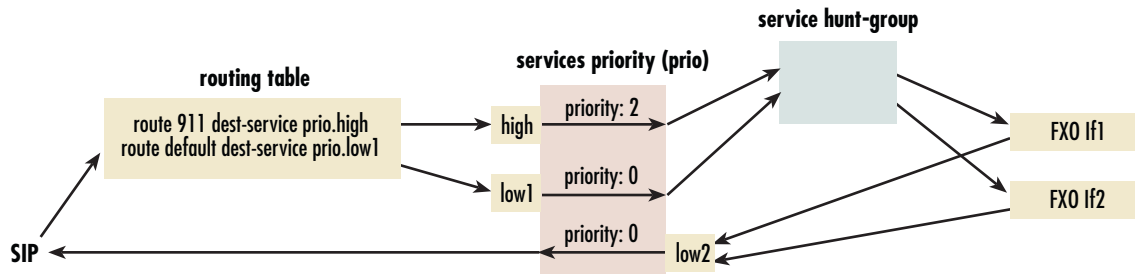 service hunt-group
services priority (prio)
routing table
route 911 dest-service prio.high
route default dest-service prio.low1
high
priority: 2
low1
priority: 0
priority: 0
low2
FXO If1
FXO If2
SIP